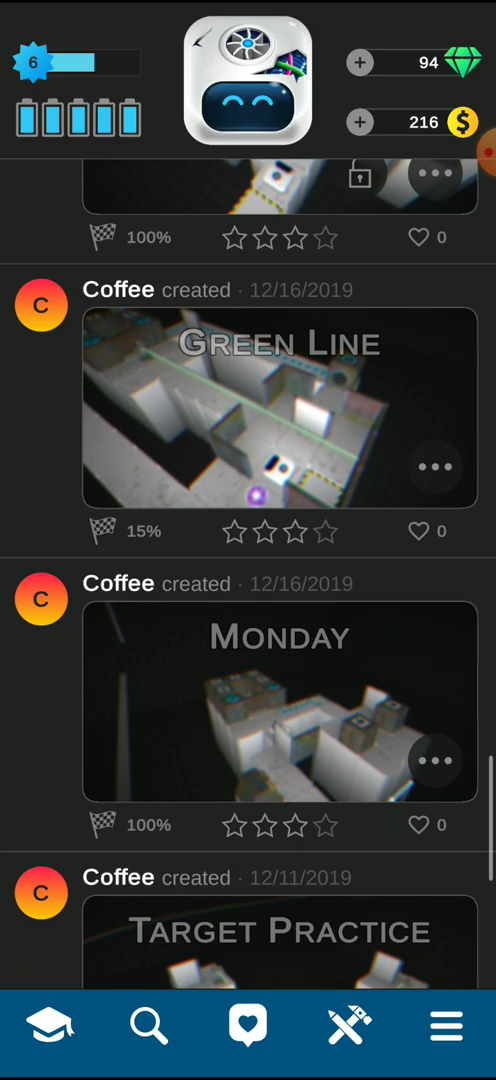 6
94
216
100%
0
C
Coffee created · 12/16/2019
GREEN LINE
15%
0
C
Coffee created · 12/16/2019
MONDAY
100%
0
C
Coffee created · 12/11/2019
TARGET PRACTICE